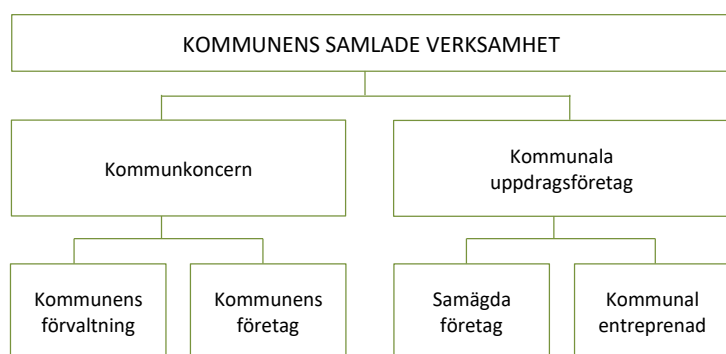 KOMMUNENS SAMLADE VERKSAMHET
Kommunkoncern
Kommunala
uppdragsföretag
Kommunens
förvaltning
Kommunens
företag
Samägda
företag
Kommunal
entreprenad